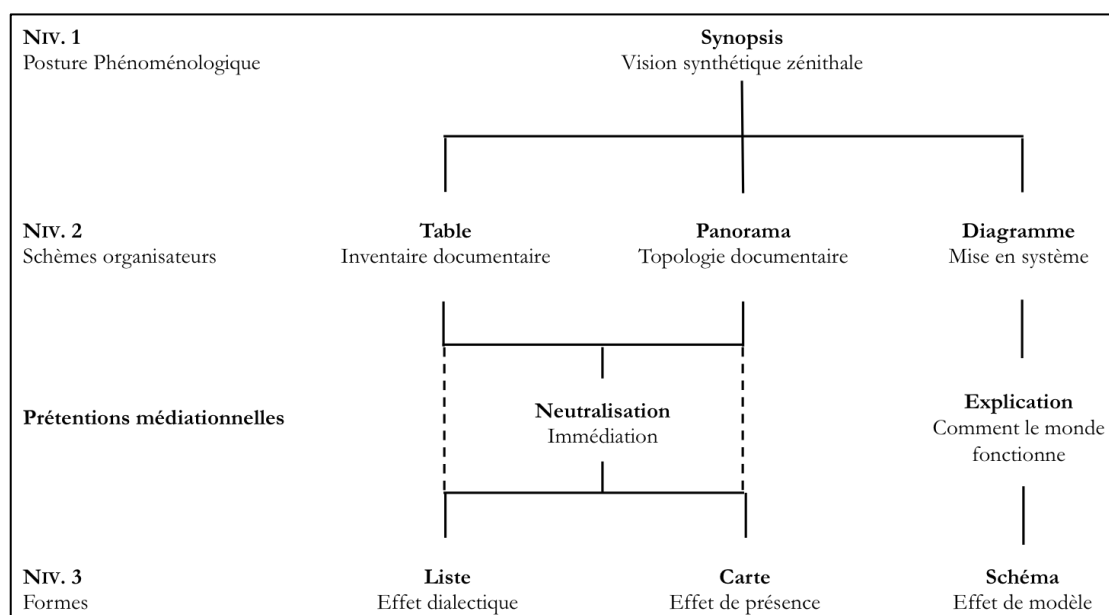 NIV. 1
Posture Phénoménologique
Synopsis
Vision synthétique zénithale
NIV. 2
Schèmes organisateurs
Table
Inventaire documentaire
Panorama
Topologie documentaire
Diagramme
Mise en système
Prétentions médiationnelles
Neutralisation
Immédiation
Explication
Comment le monde
fonctionne
NIV. 3
Formes
Liste
Effet dialectique
Carte
Effet de présence
Schéma
Effet de modèle